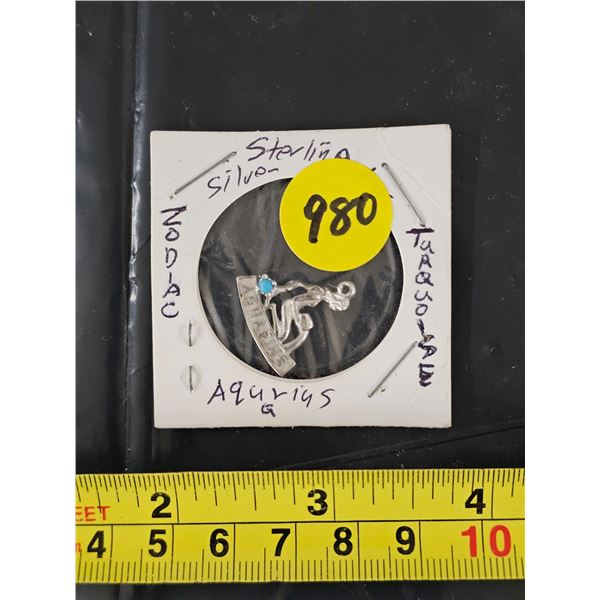 Sterling
Silver
980
ZODIAC
TURQUOISE
AQUARIUS
Aqurius
G
2 3 4
EET
4 5 6 7 8 9 10